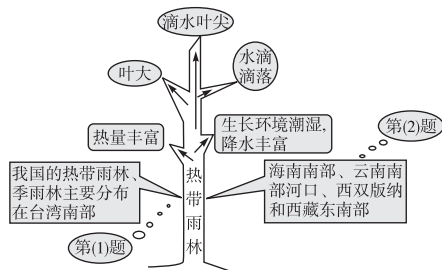 滴水叶尖
叶大
水滴
滴落
热量丰富
生长环境潮湿,
降水丰富
第(2)题
我国的热带雨林、
季雨林主要分布
在台湾南部
热
带
雨
林
海南南部、云南南
部河口、西双版纳
和西藏东南部
第(1)题